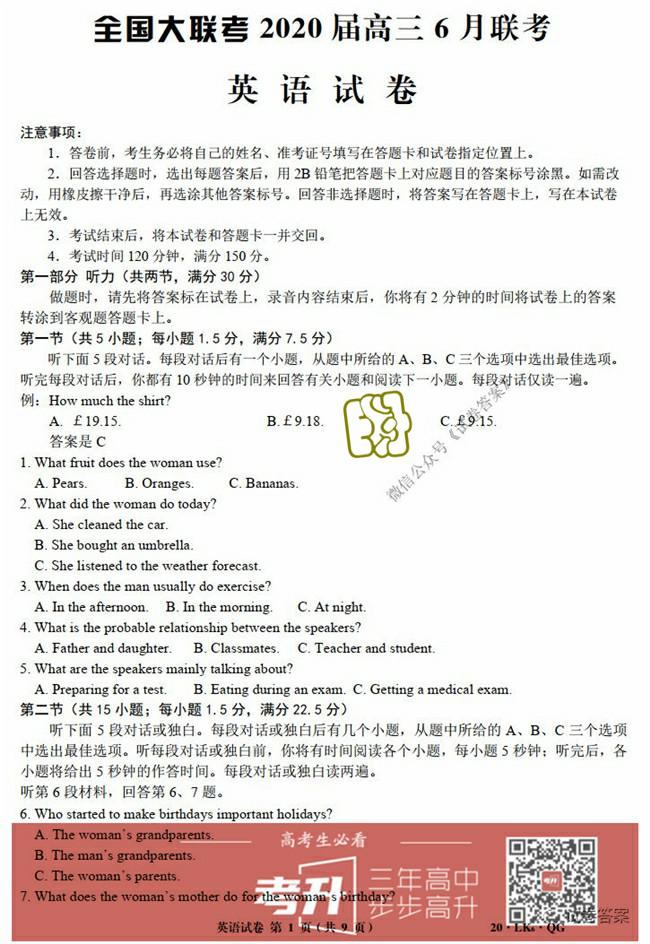 全国大联考 2020 届高三 6 月联考
英 语 试 卷
注意事项：
1．答卷前，考生务必将自己的姓名、准考证号填写在答题卡和试卷指定位置上。
2．回答选择题时，选出每题答案后，用 2B 铅笔把答题卡上对应题目的答案标号涂黑。如需改
动，用橡皮擦干净后，再选涂其他答案标号。回答非选择题时，将答案写在答题卡上，写在本试卷
上无效。
3．考试结束后，将本试卷和答题卡一并交回。
4．考试时间 120 分钟，满分 150 分。
第一部分 听力（共两节，满分 30 分）
做题时，请先将答案标在试卷上，录音内容结束后，你将有 2 分钟的时间将试卷上的答案
转涂到客观题答题卡上。
第一节（共 5 小题；每小题 1.5 分，满分 7.5 分）
听下面 5 段对话。每段对话后有一个小题，从题中所给的 A、B、C 三个选项中选出最佳选项。
听完每段对话后，你都有 10 秒钟的时间来回答有关小题和阅读下一小题。每段对话仅读一遍。
例：How much the shirt?
A. ￡19.15. B.￡9.18. C.￡9.15.
答案是 C
微信公众号《试卷答案》
1. What fruit does the woman use?
A. Pears. B. Oranges. C. Bananas.
2. What did the woman do today?
A. She cleaned the car.
B. She bought an umbrella.
C. She listened to the weather forecast.
3. When does the man usually do exercise?
A. In the afternoon. B. In the morning. C. At night.
4. What is the probable relationship between the speakers?
A. Father and daughter. B. Classmates. C. Teacher and student.
5. What are the speakers mainly talking about?
A. Preparing for a test. B. Eating during an exam. C. Getting a medical exam.
第二节（共 15 小题；每小题 1.5 分，满分 22.5 分）
听下面 5 段对话或独白。每段对话或独白后有几个小题，从题中所给的 A、B、C 三个选项
中选出最佳选项。听每段对话或独白前，你将有时间阅读各个小题，每小题 5 秒钟；听完后，各
小题将给出 5 秒钟的作答时间。每段对话或独白读两遍。
听第 6 段材料，回答第 6、7 题。
6. Who started to make birthdays important holidays?
A. The woman's grandparents.
高考生必看
B. The man's grandparents.
C. The woman's parents.
考升
三年高中
步步高升
考升
7. What does the woman's mother do for the woman's birthday?
试卷答案
英语试卷 第 1 页（共 9 页） 20·LK6·QG